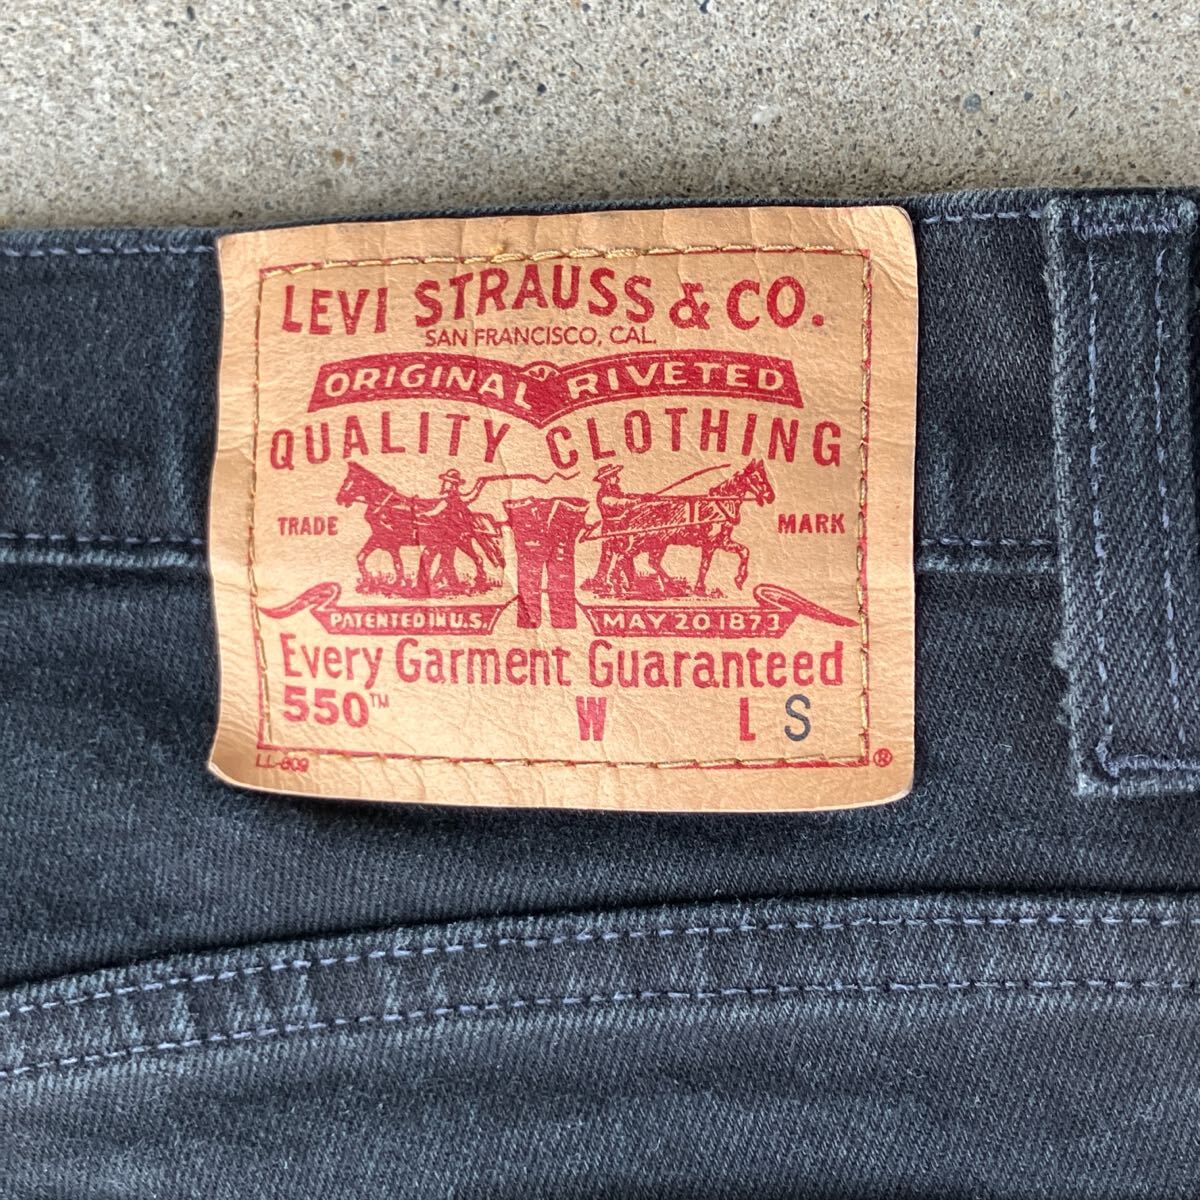 LEVI STRAUSS & CO.
SAN FRANCISCO, CAL.
ORIGINAL RIVETED
QUALITY CLOTHING
TRADE MARK
PATENTED IN U.S. MAY 20 1873
Every Garment Guaranteed
550™ W L S
LL-809 ®